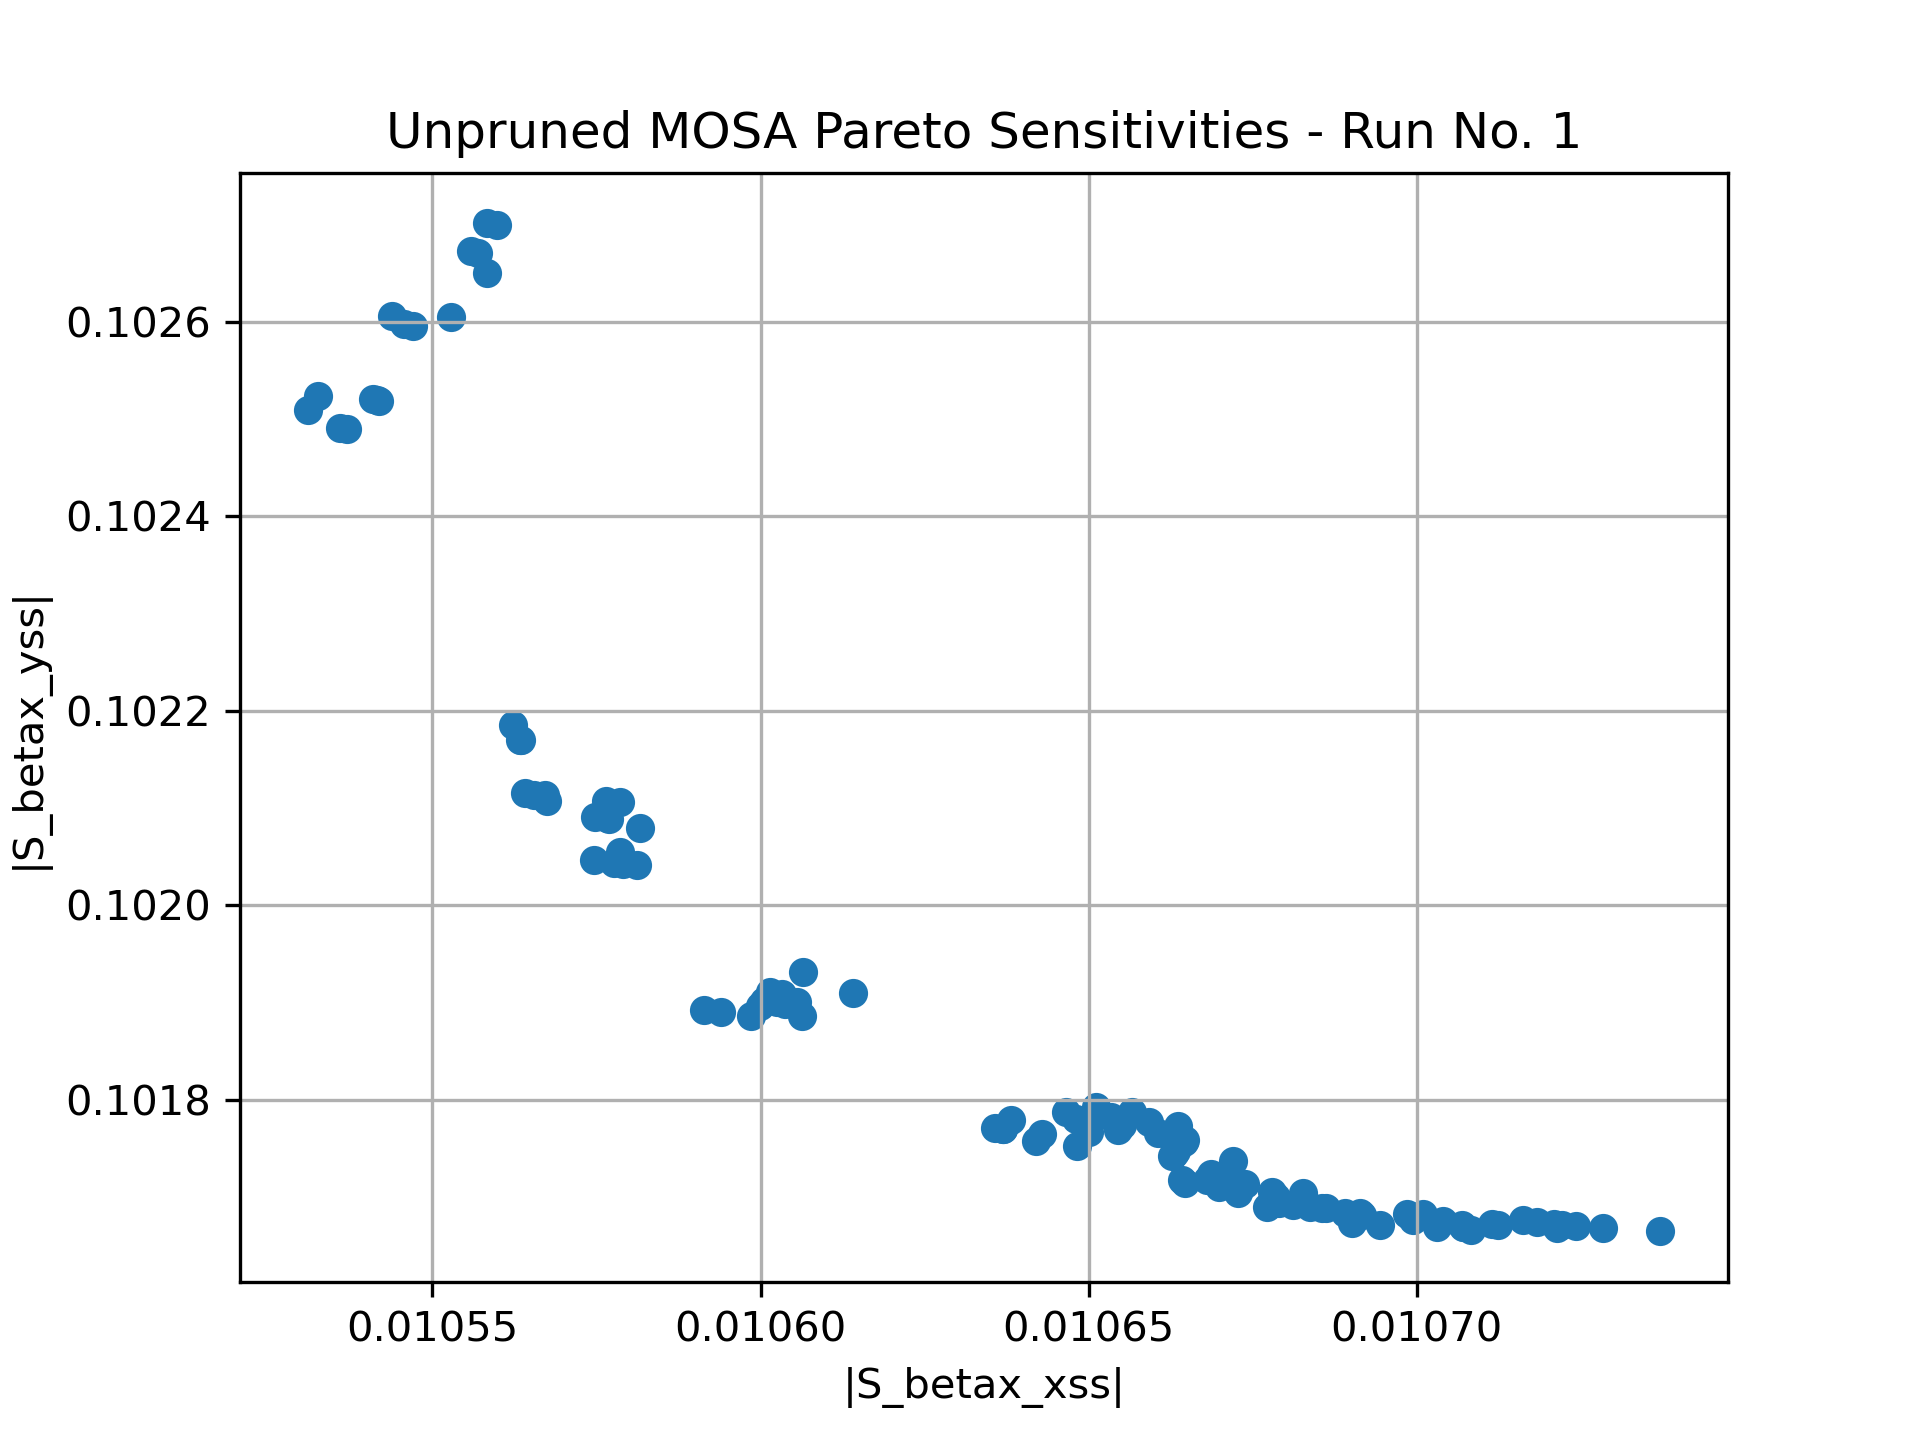 Unpruned MOSA Pareto Sensitivities - Run No. 1
0.1026
0.1024
0.1022
0.1020
0.1018
|S_betax_yss|
0.01055 0.01060 0.01065 0.01070
|S_betax_xss|